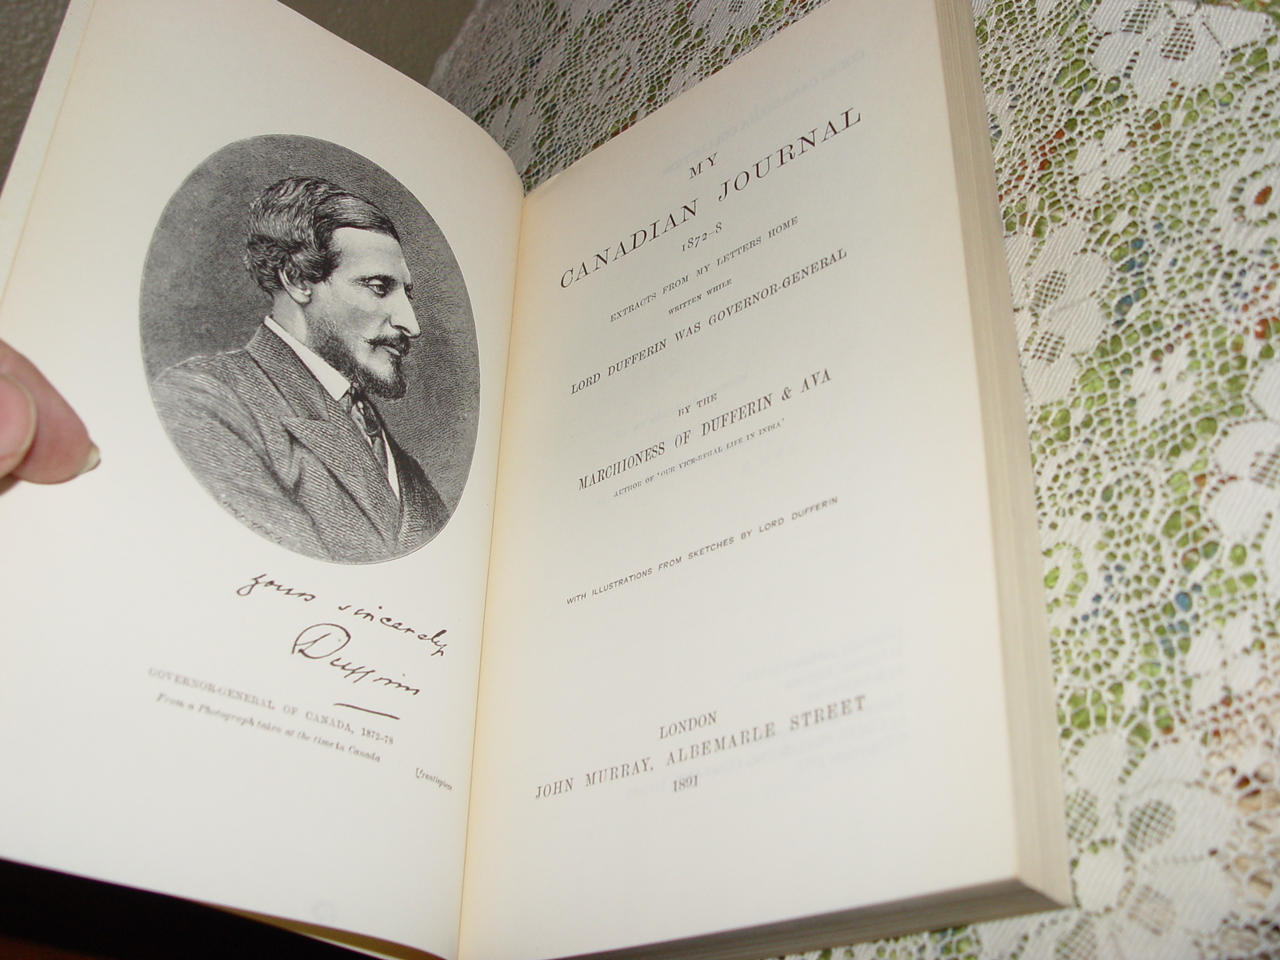 yours sincerely
Dufferin
GOVERNOR-GENERAL OF CANADA, 1872-78
From a Photograph taken at the time in Canada
[Frontispiece
MY
CANADIAN JOURNAL
1872-8
EXTRACTS FROM MY LETTERS HOME
WRITTEN WHILE
LORD DUFFERIN WAS GOVERNOR-GENERAL
BY THE
MARCHIONESS OF DUFFERIN & AVA
AUTHOR OF 'OUR VICE-REGAL LIFE IN INDIA'
WITH ILLUSTRATIONS FROM SKETCHES BY LORD DUFFERIN
LONDON
JOHN MURRAY, ALBEMARLE STREET
1891